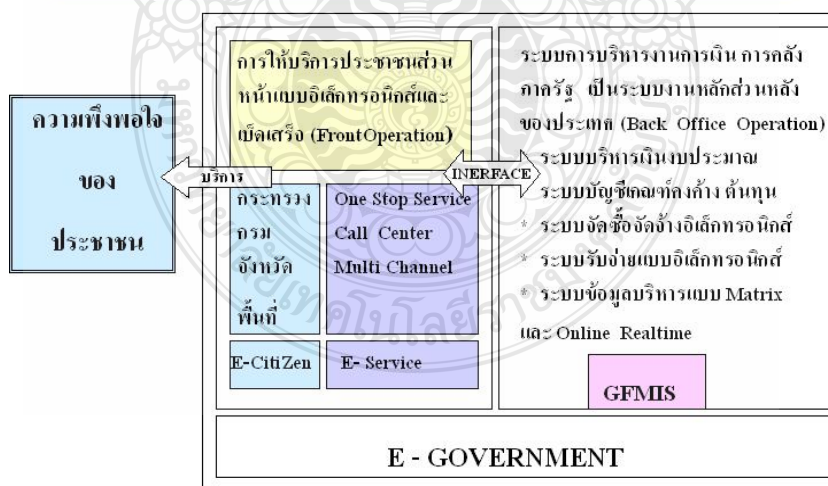 ความพึงพอใจ
ของ
ประชาชน
บริการ
การให้บริการประชาชนส่วน
หน้าแบบอิเล็กทรอนิกส์และ
เบ็ดเสร็จ (FrontOperation)
INERFACE
กระทรวง
กรม
จังหวัด
พื้นที่
One Stop Service
Call Center
Multi Channel
E-CitiZen
E- Service
ระบบการบริหารงานการเงิน การคลัง
ภาครัฐ เป็นระบบงานหลักส่วนหลัง
ของประเทศ (Back Office Operation)
ระบบบริหารเงินงบประมาณ
ระบบบัญชีเกณฑ์คงค้าง ต้นทุน
* ระบบจัดซื้อจัดจ้างอิเล็กทรอนิกส์
* ระบบรับจ่ายแบบอิเล็กทรอนิกส์
* ระบบข้อมูลบริหารแบบ Matrix
และ Online Realtime
GFMIS
E - GOVERNMENT